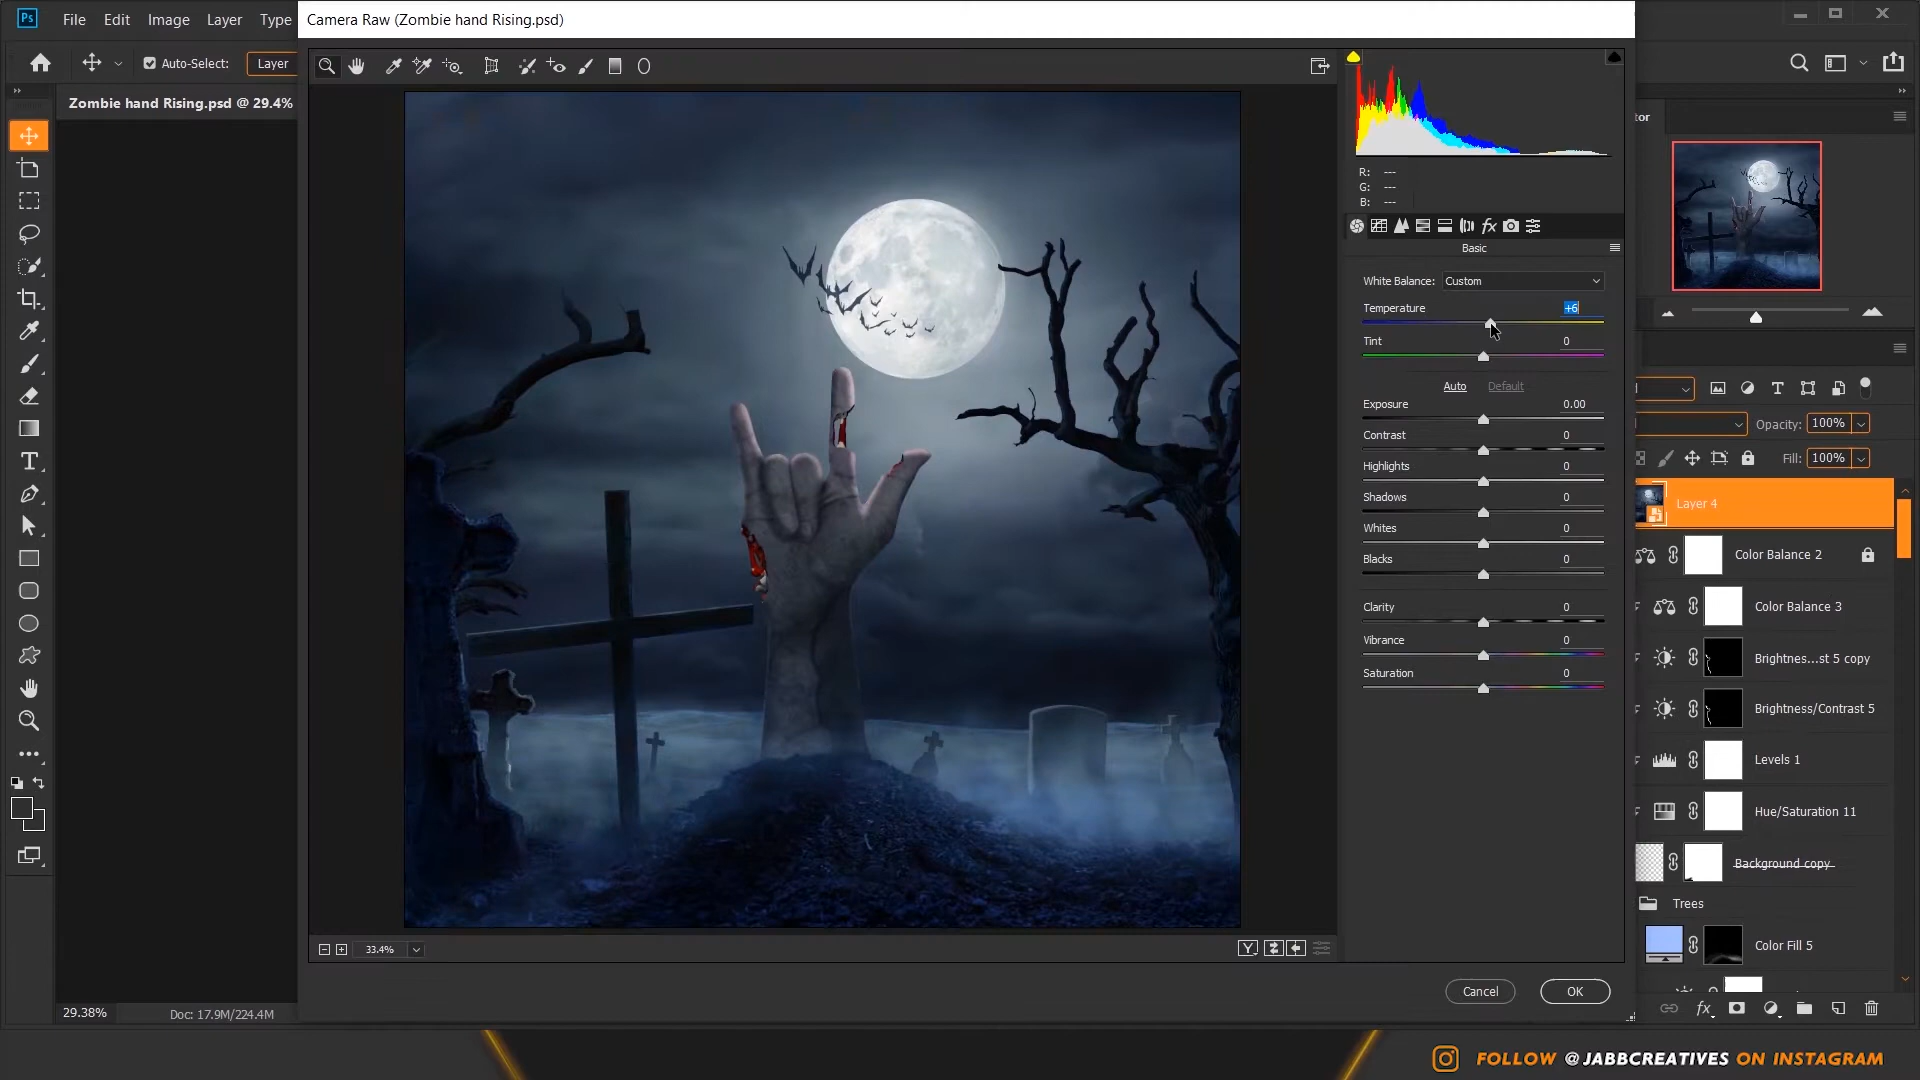 Ps File Edit Image Layer Type
Camera Raw (Zombie hand Rising.psd)
Auto-Select: Layer
Zombie hand Rising.psd @ 29.4%
R: ---
G: ---
B: ---
fx
Basic
White Balance: Custom
Temperature +6
Tint 0
Auto Default
Exposure 0.00
Contrast 0
Highlights 0
Shadows 0
Whites 0
Blacks 0
Clarity 0
Vibrance 0
Saturation 0
33.4%
Y
Cancel OK
29.38% Doc: 17.9M/224.4M
tor
T
Opacity: 100%
Fill: 100%
Layer 4
Color Balance 2
Color Balance 3
Brightnes...st 5 copy
Brightness/Contrast 5
Levels 1
Hue/Saturation 11
Background copy
Trees
Color Fill 5
fx
FOLLOW @JABBCREATIVES ON INSTAGRAM